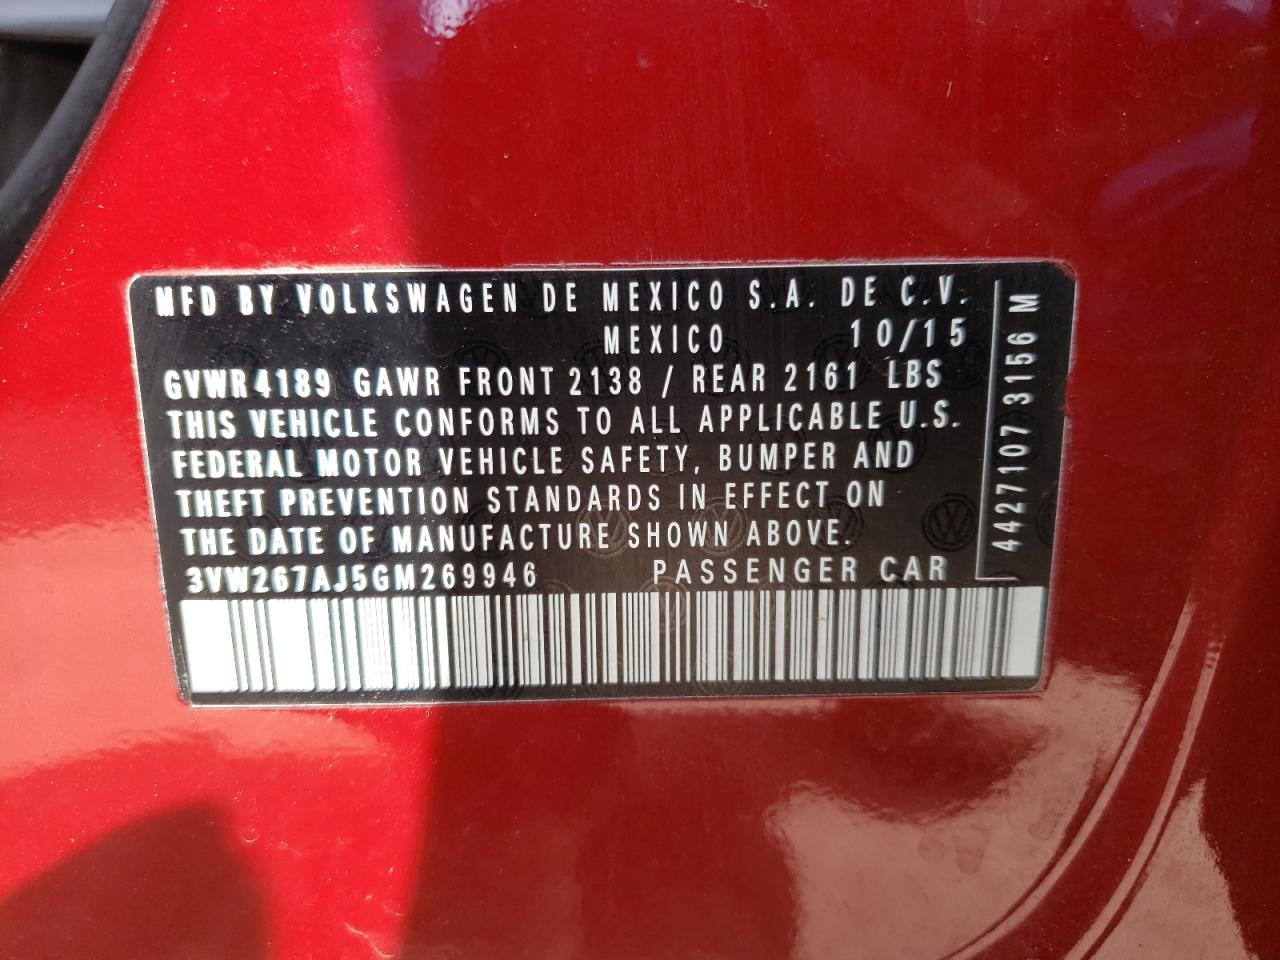 MFD BY VOLKSWAGEN DE MEXICO S.A. DE C.V.
MEXICO 10/15
GVWR 4189 GAWR FRONT 2138 / REAR 2161 LBS
THIS VEHICLE CONFORMS TO ALL APPLICABLE U.S.
FEDERAL MOTOR VEHICLE SAFETY, BUMPER AND
THEFT PREVENTION STANDARDS IN EFFECT ON
THE DATE OF MANUFACTURE SHOWN ABOVE.
3VW267AJ5GM269946 PASSENGER CAR
4427107 3156 M